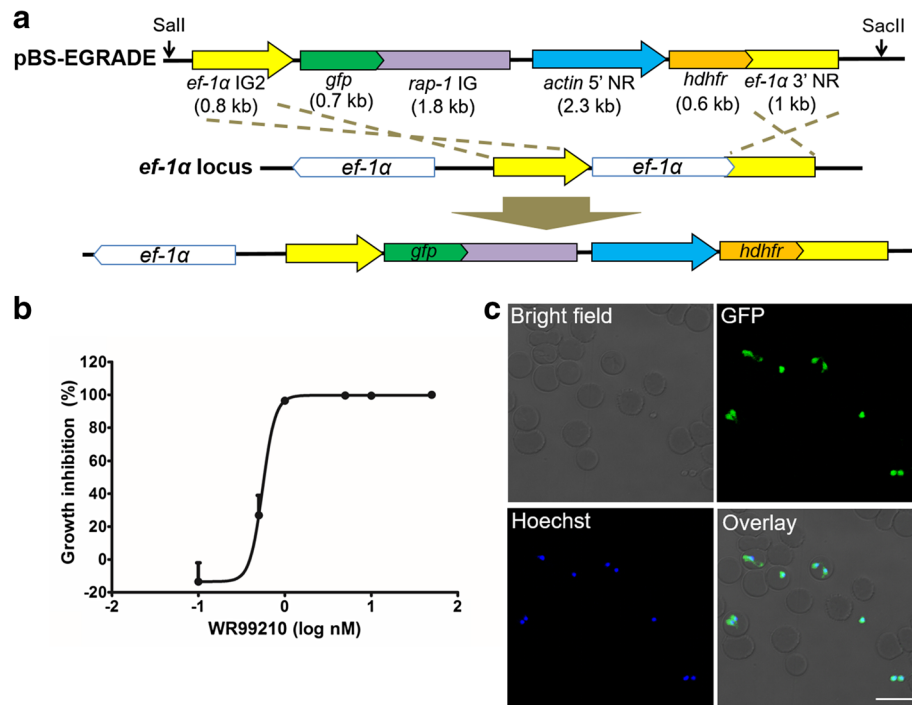 a
SalI
SacII
pBS-EGRADE
ef-1α IG2
(0.8 kb)
gfp
(0.7 kb)
rap-1 IG
(1.8 kb)
actin 5' NR
(2.3 kb)
hdhfr
(0.6 kb)
ef-1α 3' NR
(1 kb)
ef-1α locus
ef-1α
ef-1α
ef-1α
gfp
hdhfr
b
Growth inhibition (%)
120
100
80
60
40
20
0
-20
-2
-1
0
1
2
WR99210 (log nM)
c
Bright field
GFP
Hoechst
Overlay